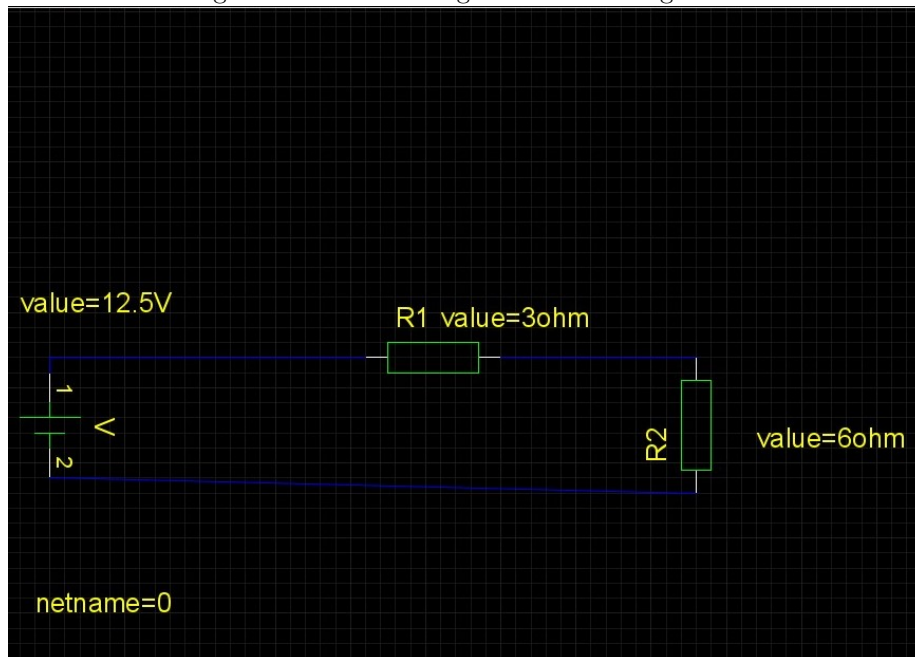 value=12.5V
R1 value=3ohm
1
V
2
R2
value=6ohm
netname=0